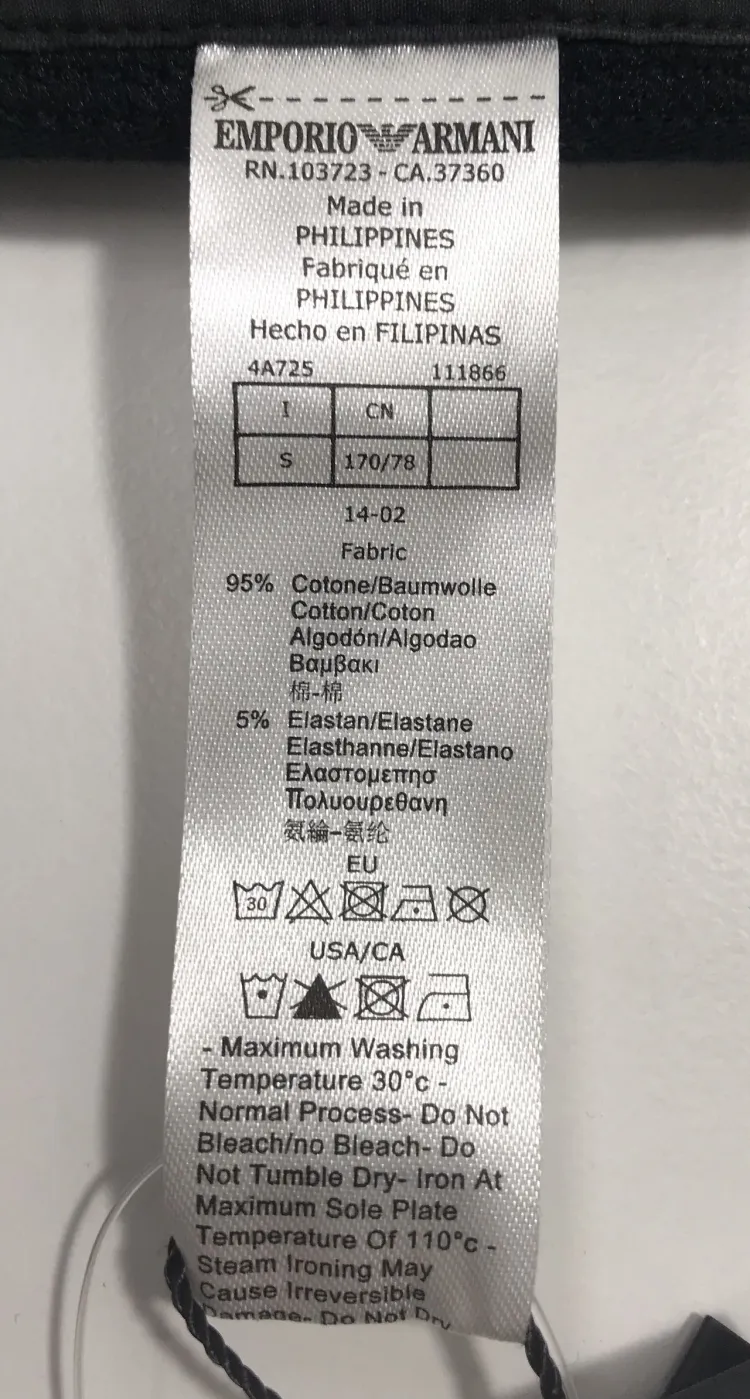 EMPORIO ARMANI
RN.103723 - CA.37360
Made in
PHILIPPINES
Fabriqué en
PHILIPPINES
Hecho en FILIPINAS
4A725 111866
I CN
S 170/78
14-02
Fabric
95% Cotone/Baumwolle
Cotton/Coton
Algodón/Algodao
Βαμβακι
棉-棉
5% Elastan/Elastane
Elasthanne/Elastano
Ελαστομεπησ
Πολυουρεθανη
氨綸-氨纶
EU
30
USA/CA
- Maximum Washing
Temperature 30°c -
Normal Process- Do Not
Bleach/no Bleach- Do
Not Tumble Dry- Iron At
Maximum Sole Plate
Temperature Of 110°c -
Steam Ironing May
Cause Irreversible
Damage- Do Not Dry